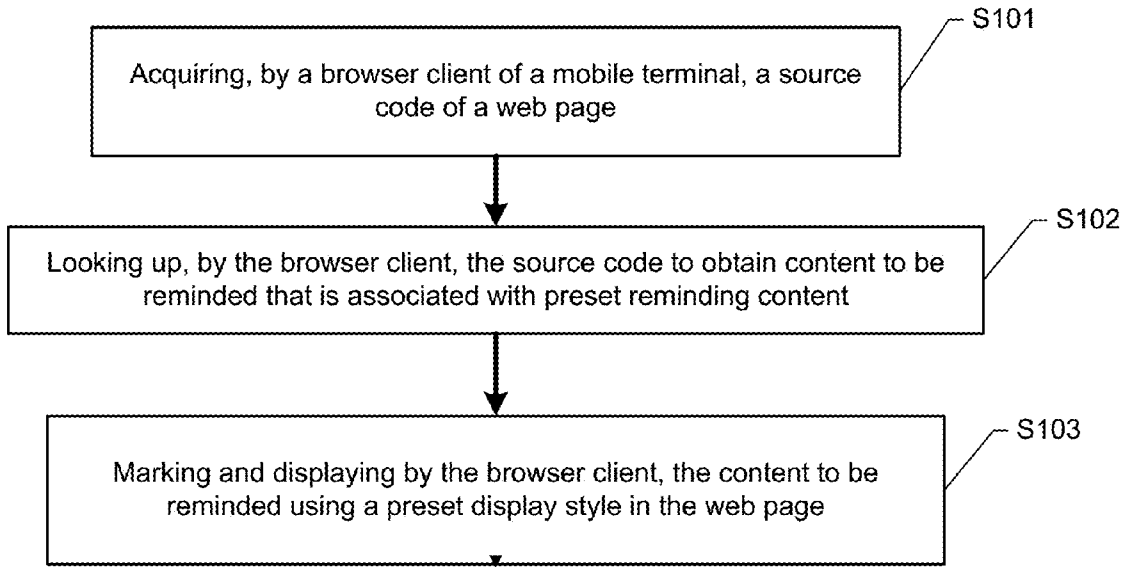 S101
Acquiring, by a browser client of a mobile terminal, a source
code of a web page
S102
Looking up, by the browser client, the source code to obtain content to be
reminded that is associated with preset reminding content
S103
Marking and displaying by the browser client, the content to be
reminded using a preset display style in the web page